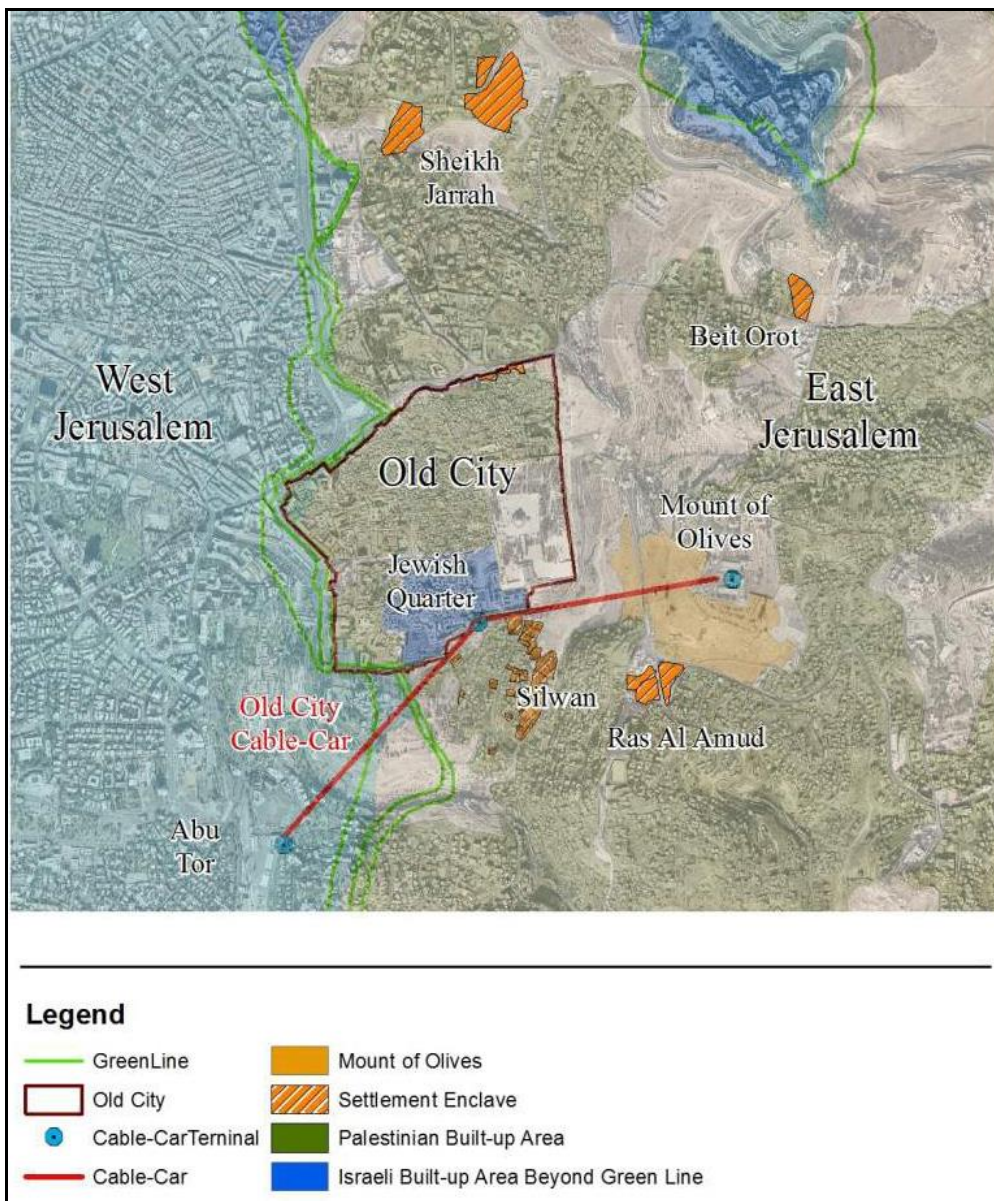 Sheikh
Jarrah
Beit Orot
West
Jerusalem
East
Jerusalem
Old City
Mount of
Olives
Jewish
Quarter
Silwan
Old City
Cable-Car
Ras Al Amud
Abu
Tor
Legend
GreenLine
Old City
Cable-CarTerninal
Cable-Car
Mount of Olives
Settlement Enclave
Palestinian Built-up Area
Israeli Built-up Area Beyond Green Line